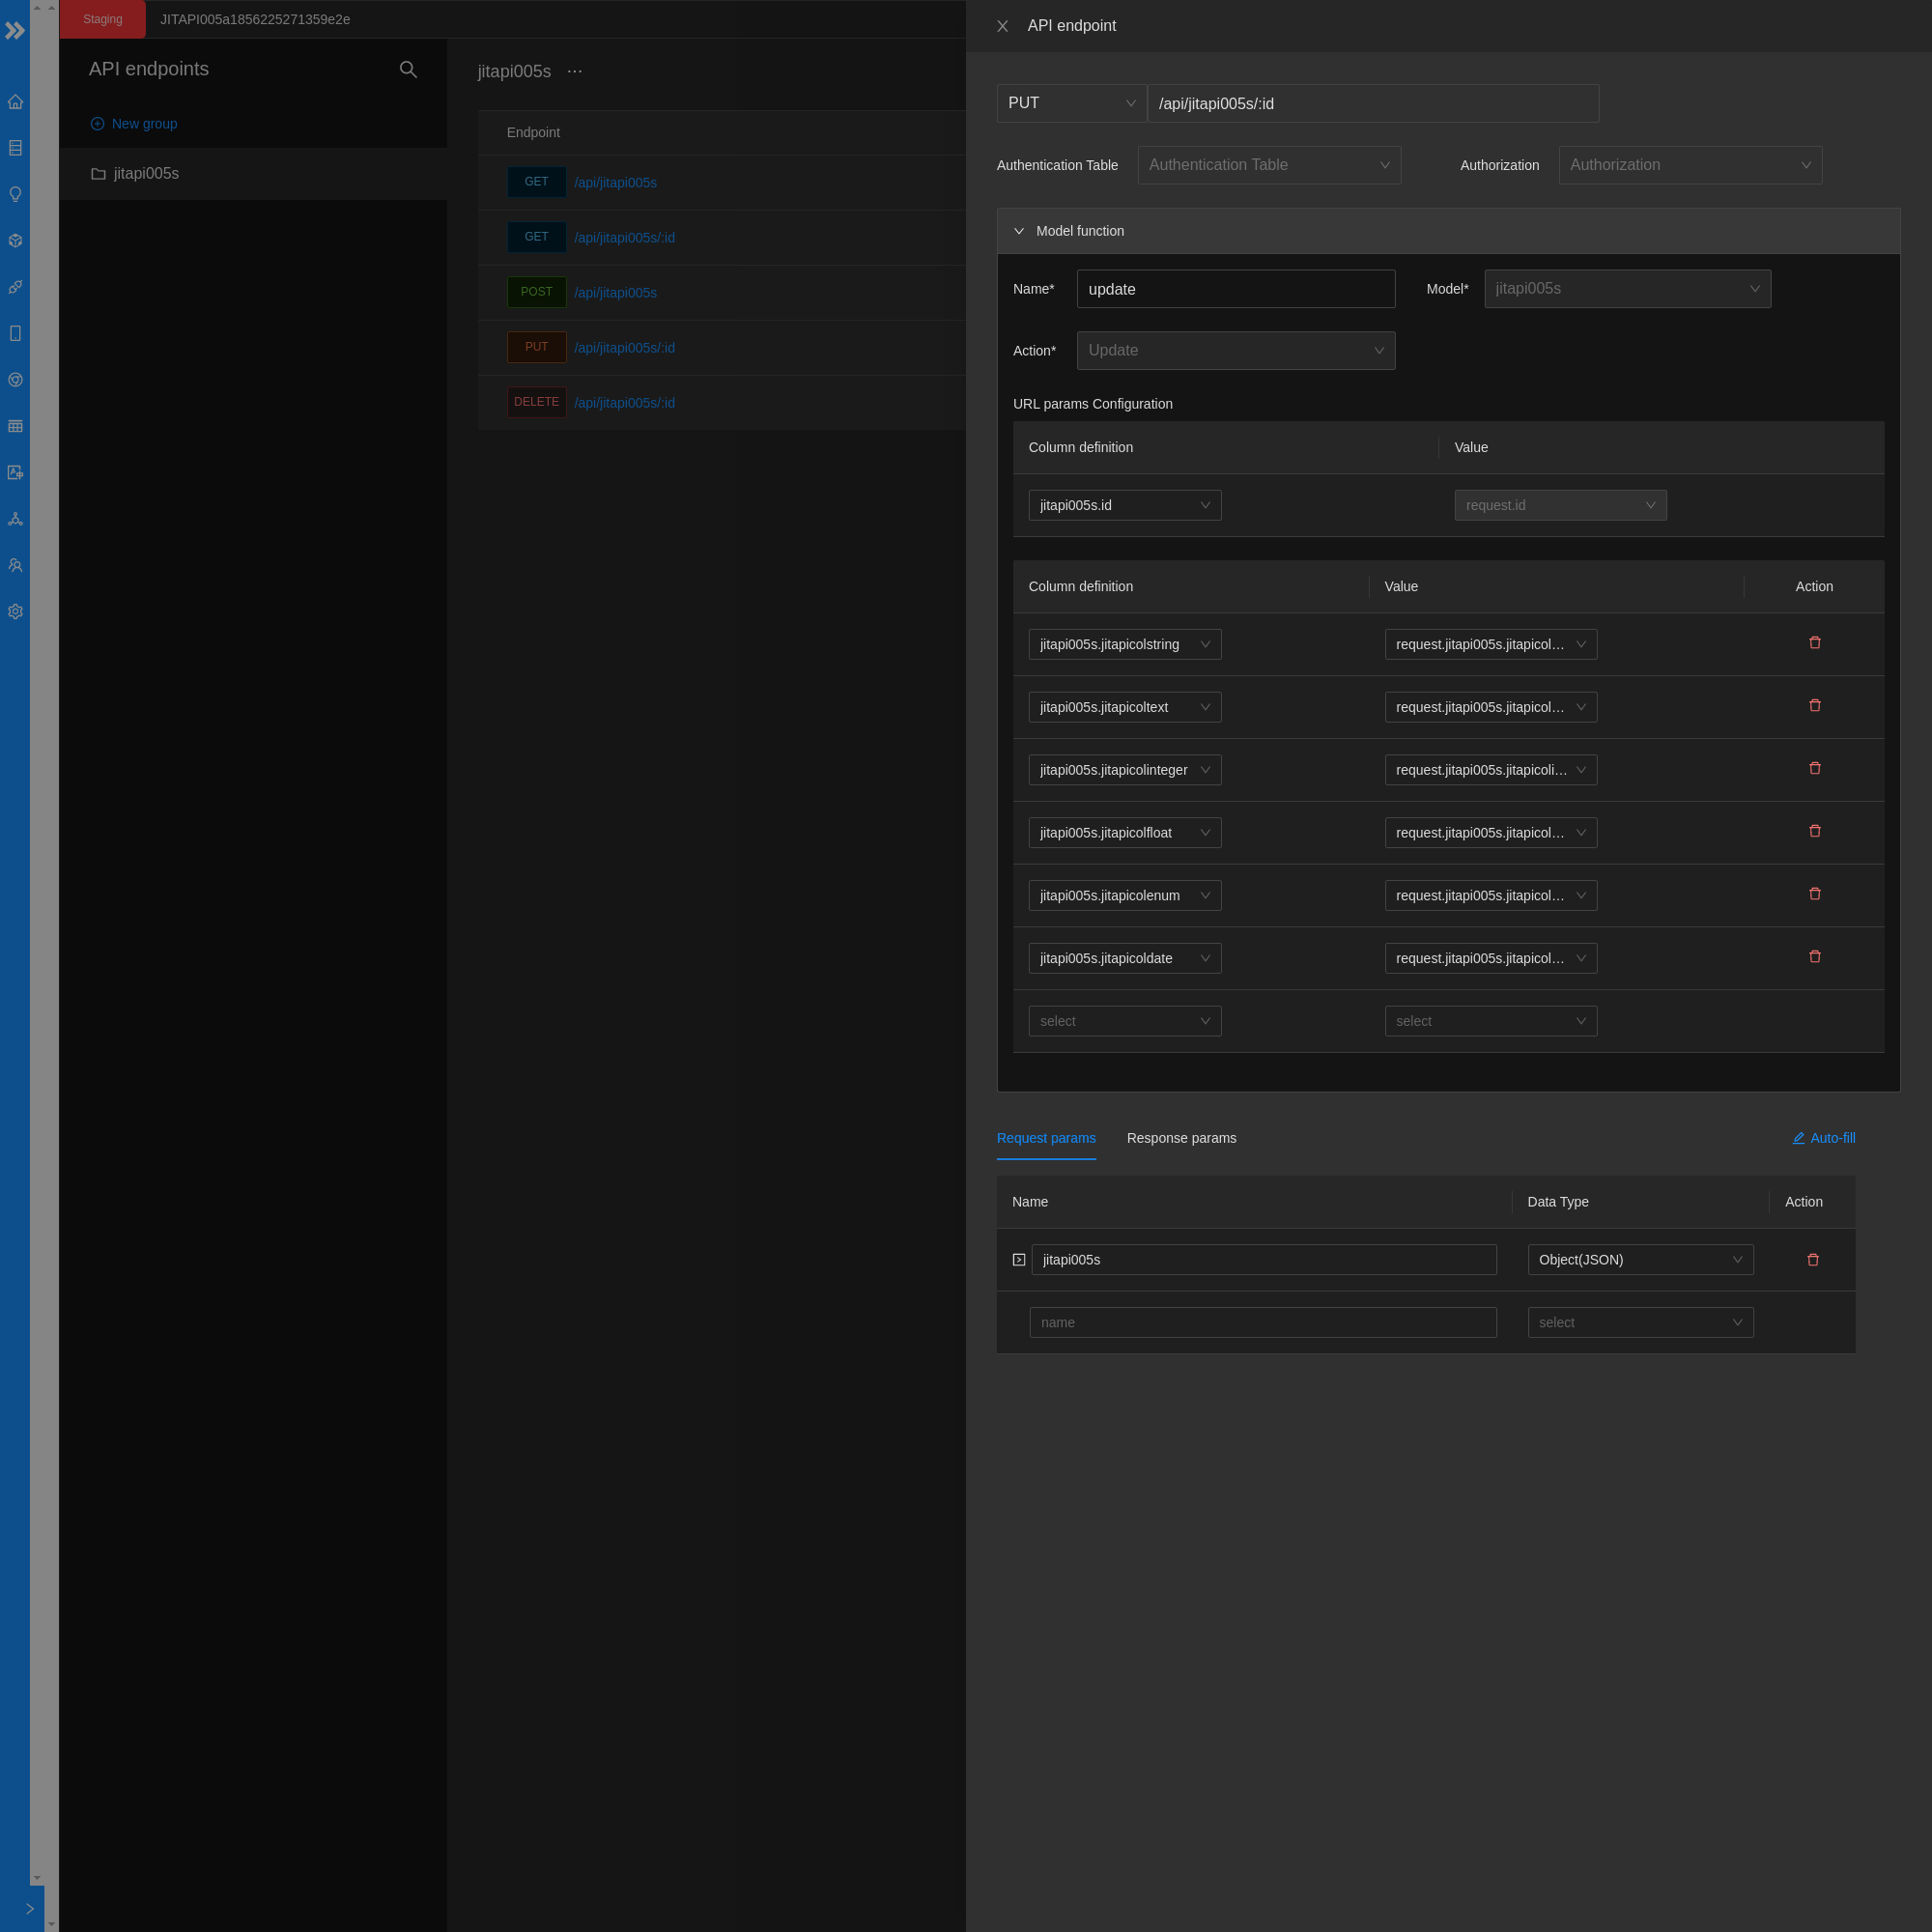 Staging
JITAPI005a1856225271359e2e
API endpoints
New group
jitapi005s
jitapi005s ···
Endpoint
GET /api/jitapi005s
GET /api/jitapi005s/:id
POST /api/jitapi005s
PUT /api/jitapi005s/:id
DELETE /api/jitapi005s/:id
API endpoint
PUT /api/jitapi005s/:id
Authentication Table Authentication Table Authorization Authorization
Model function
Name* update Model* jitapi005s
Action* Update
URL params Configuration
Column definition Value
jitapi005s.id request.id
Column definition Value Action
jitapi005s.jitapicolstring request.jitapi005s.jitapicol...
jitapi005s.jitapicoltext request.jitapi005s.jitapicol...
jitapi005s.jitapicolinteger request.jitapi005s.jitapicoli...
jitapi005s.jitapicolfloat request.jitapi005s.jitapicol...
jitapi005s.jitapicolenum request.jitapi005s.jitapicol...
jitapi005s.jitapicoldate request.jitapi005s.jitapicol...
select select
Request params Response params Auto-fill
Name Data Type Action
jitapi005s Object(JSON)
name select